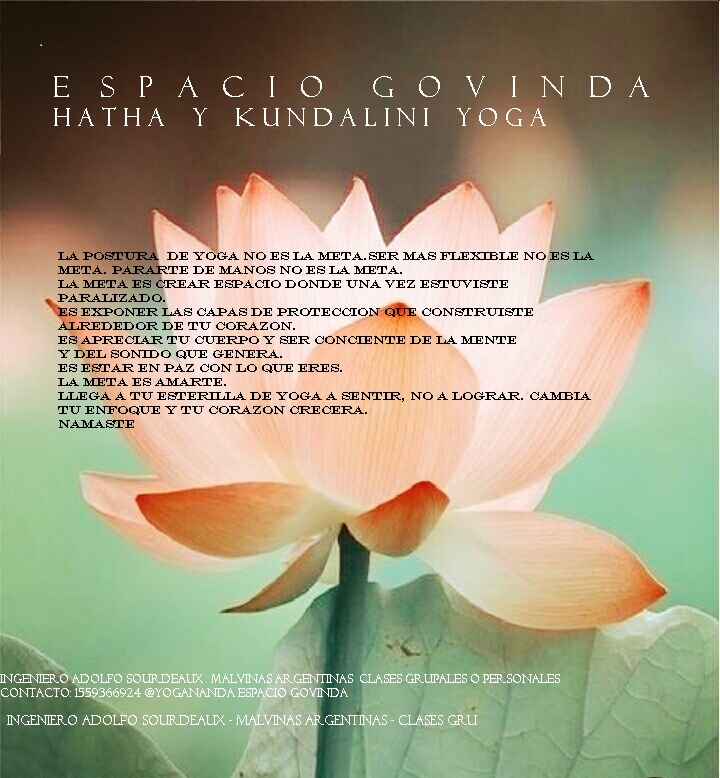 ESPACIO GOVINDA
HATHA Y KUNDALINI YOGA
LA POSTURA DE YOGA NO ES LA META.SER MAS FLEXIBLE NO ES LA
META. PARARTE DE MANOS NO ES LA META.
LA META ES CREAR ESPACIO DONDE UNA VEZ ESTUVISTE
PARALIZADO.
ES EXPONER LAS CAPAS DE PROTECCION QUE CONSTRUISTE
ALREDEDOR DE TU CORAZON.
ES APRECIAR TU CUERPO Y SER CONCIENTE DE LA MENTE
Y DEL SONIDO QUE GENERA.
ES ESTAR EN PAZ CON LO QUE ERES.
LA META ES AMARTE.
LLEGA A TU ESTERILLA DE YOGA A SENTIR, NO A LOGRAR. CAMBIA
TU ENFOQUE Y TU CORAZON CRECERA.
NAMASTE
INGENIERO ADOLFO SOURDEAUX. MALVINAS ARGENTINAS CLASES GRUPALES O PERSONALES
CONTACTO: 1559366924 @YOGANANDA ESPACIO GOVINDA
INGENIERO ADOLFO SOURDEAUX - MALVINAS ARGENTINAS - CLASES GRU